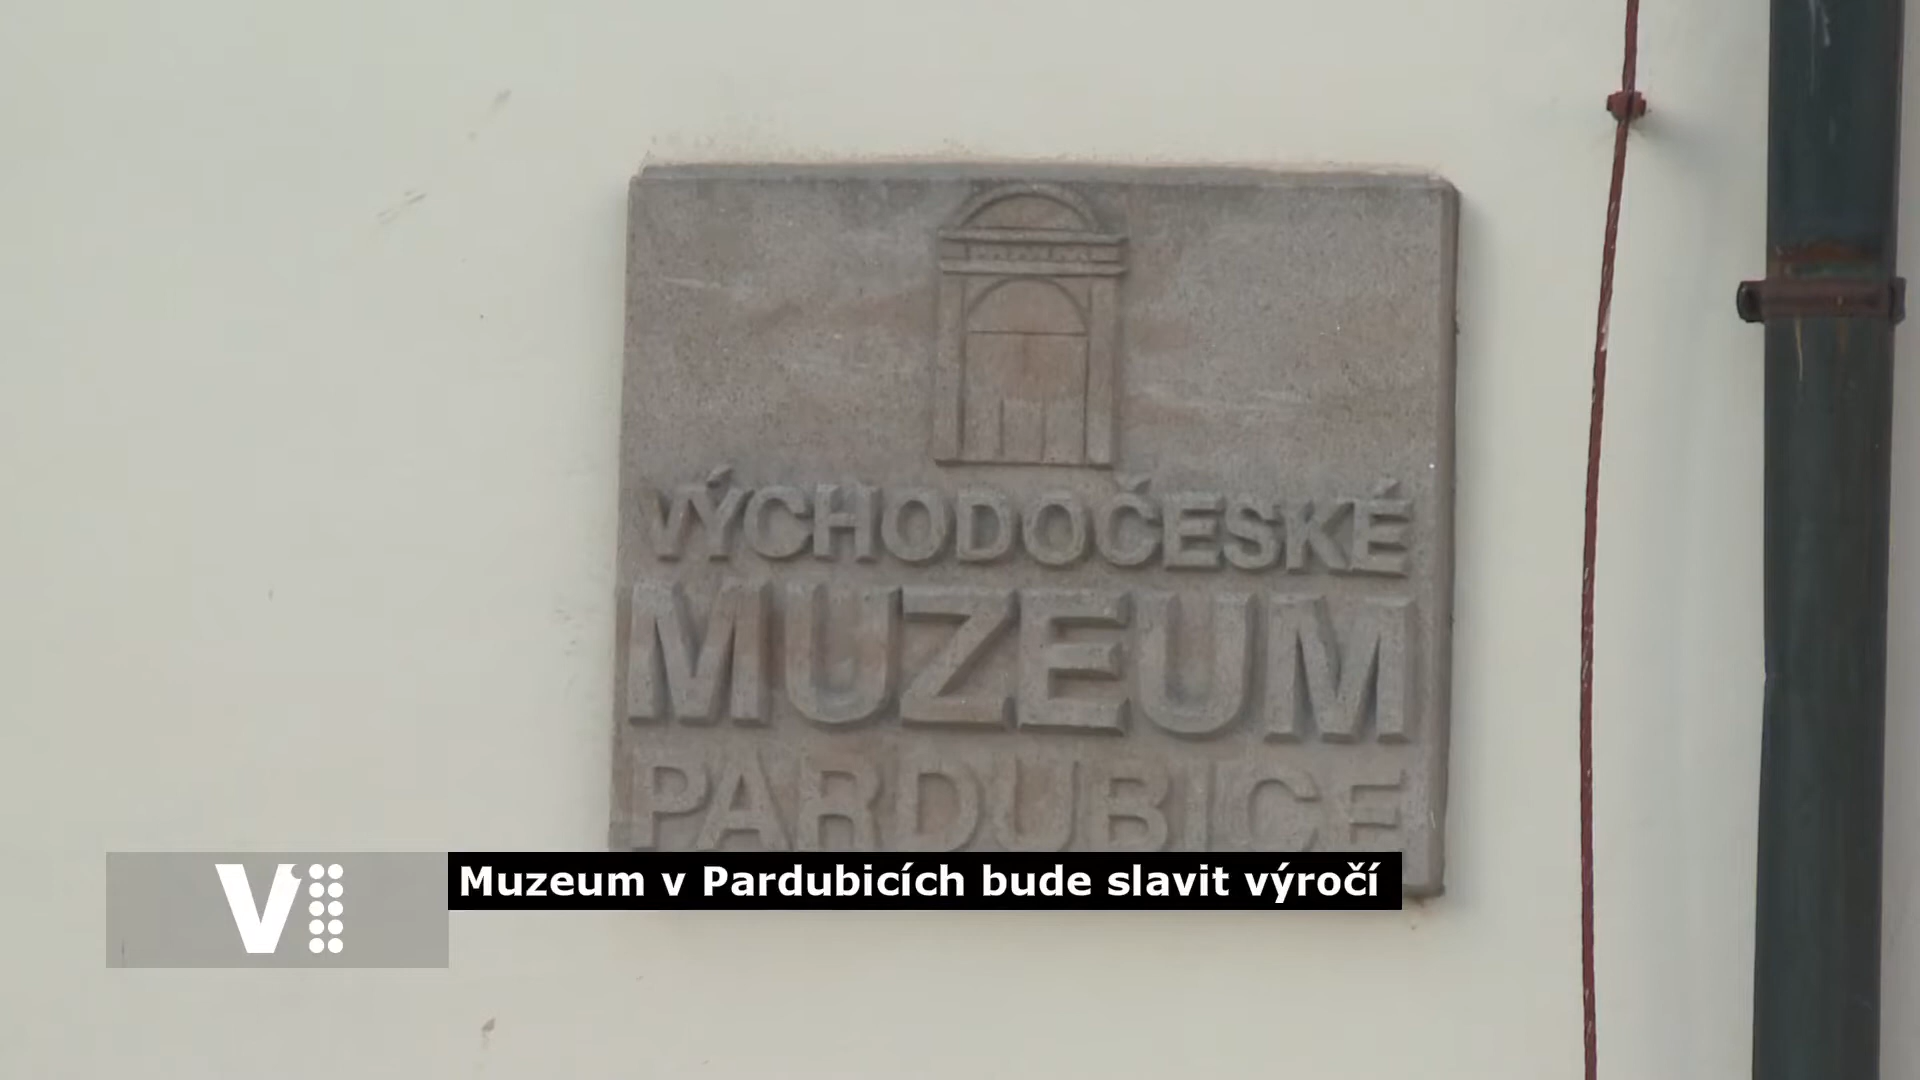 VÝCHODOČESKÉ
MUZEUM
PARDUBICE
V
Muzeum v Pardubicích bude slavit výročí